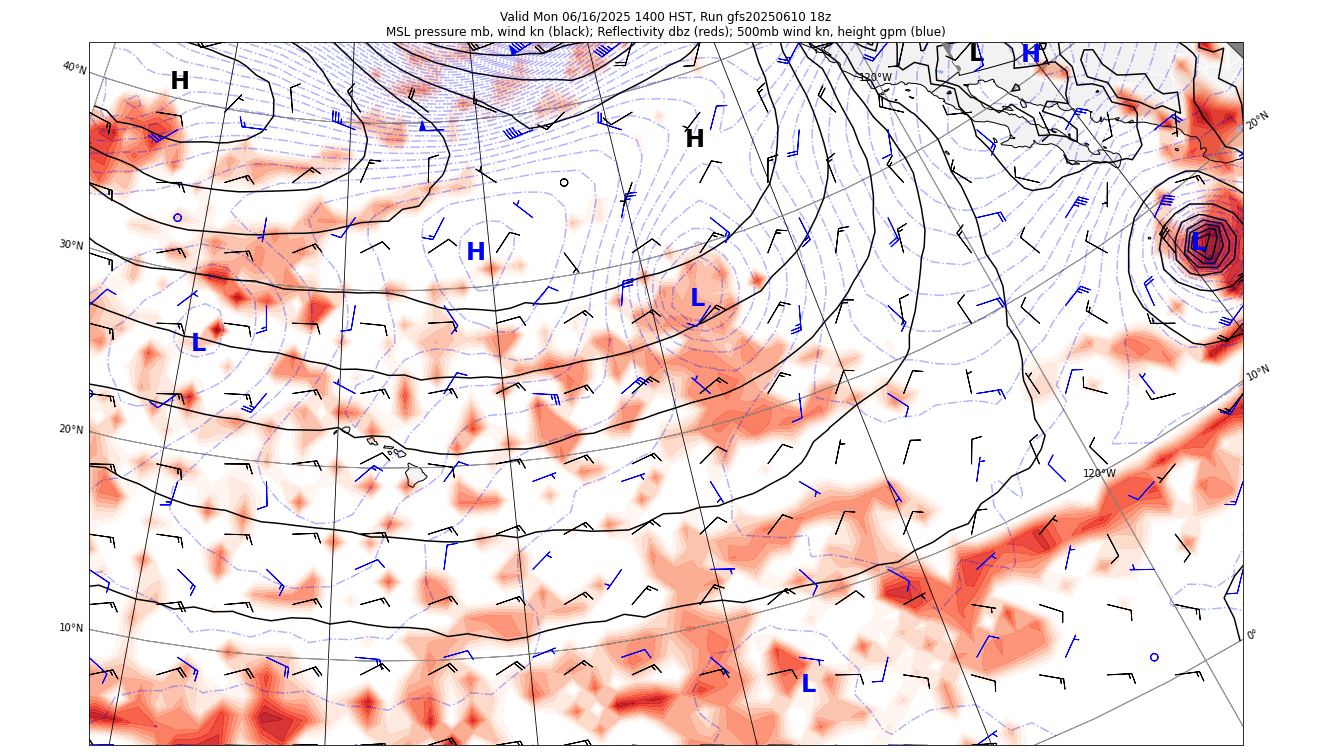 Valid Mon 06/16/2025 1400 HST, Run gfs20250610 18z
MSL pressure mb, wind kn (black); Reflectivity dbz (reds); 500mb wind kn, height gpm (blue)
L
H
40°N
H
120°W
20°N
H
30°N
H
L
L
L
10°N
20°N
120°W
10°N
0°
L